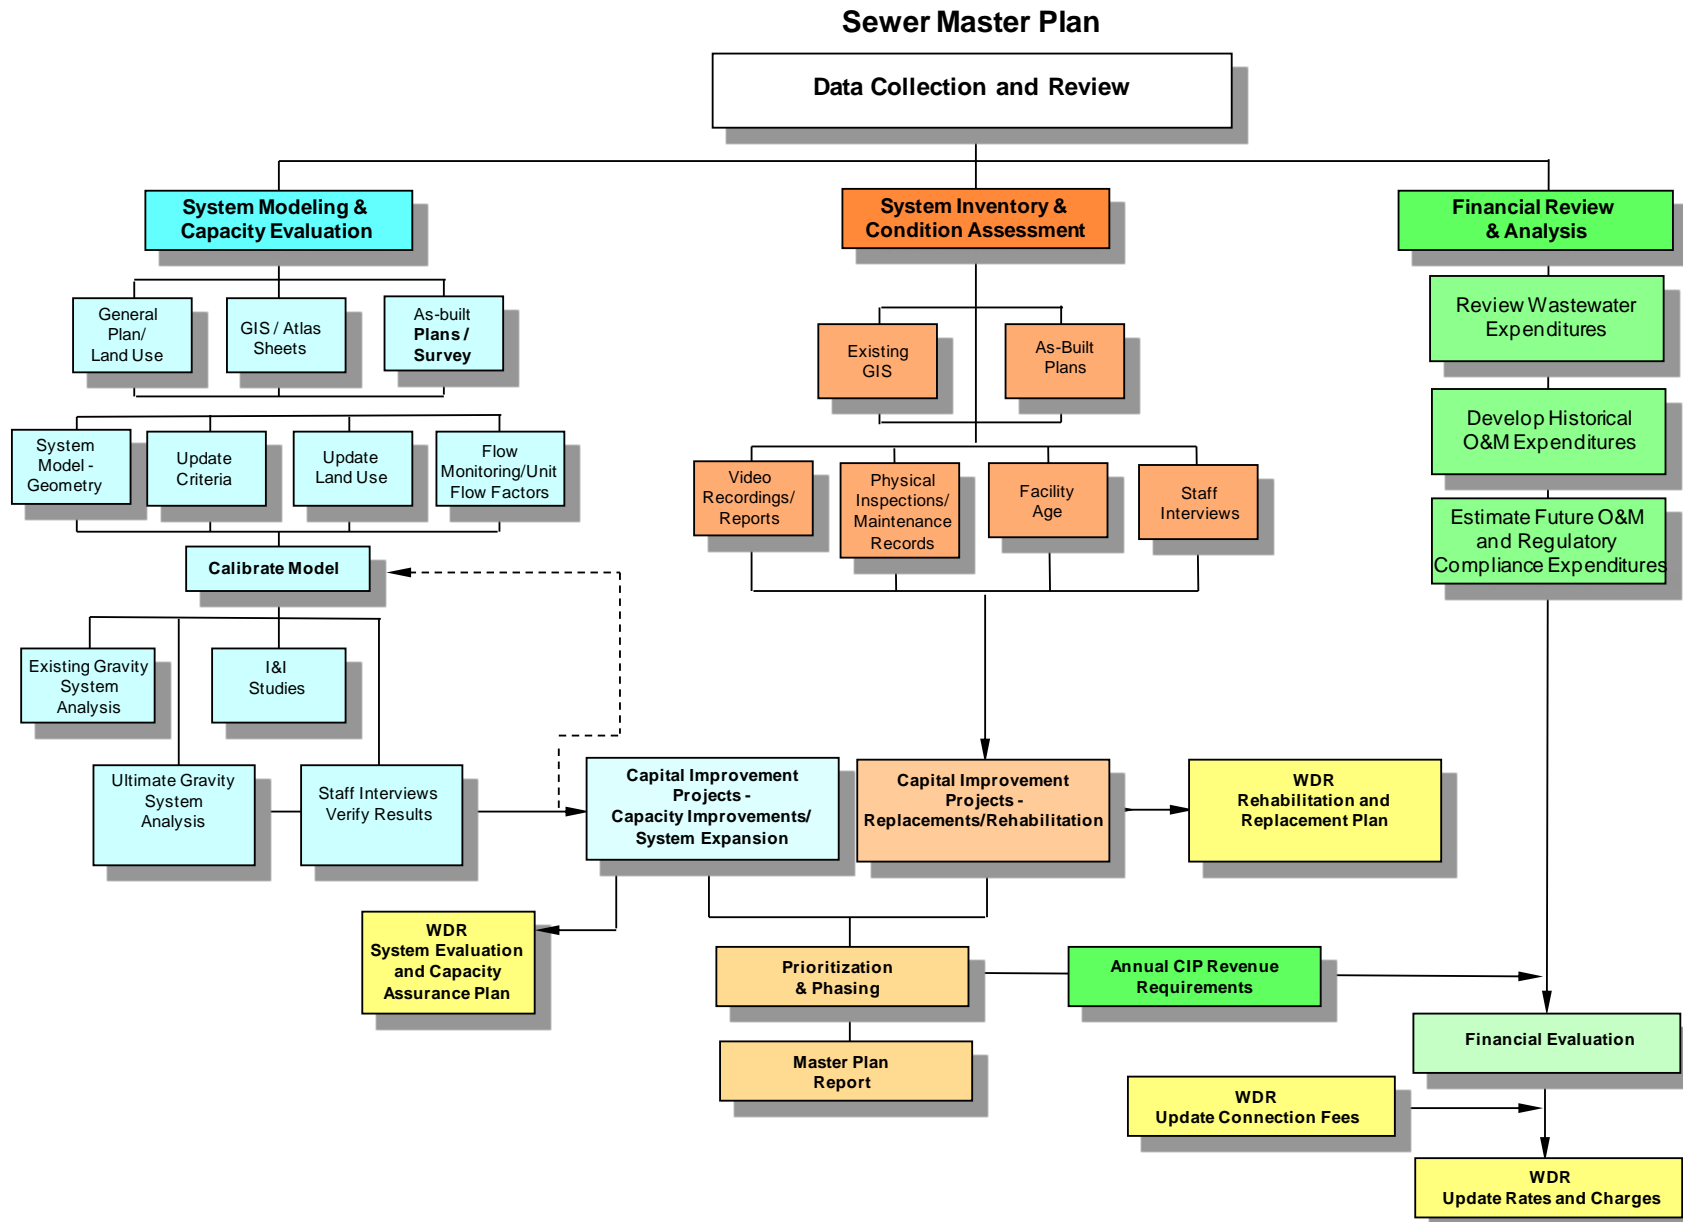 Sewer Master Plan
Data Collection and Review
System Modeling &
Capacity Evaluation
System Inventory &
Condition Assessment
Financial Review
& Analysis
General
Plan/
Land Use
GIS / Atlas
Sheets
As-built
Plans /
Survey
Existing
GIS
As-Built
Plans
Review Wastewater
Expenditures
System
Model -
Geometry
Update
Criteria
Update
Land Use
Flow
Monitoring/Unit
Flow Factors
Video
Recordings/
Reports
Physical
Inspections/
Maintenance
Records
Facility
Age
Staff
Interviews
Develop Historical
O&M Expenditures
Estimate Future O&M
and Regulatory
Compliance Expenditures
Calibrate Model
Existing Gravity
System
Analysis
I&I
Studies
Ultimate Gravity
System
Analysis
Staff Interviews
Verify Results
Capital Improvement
Projects -
Capacity Improvements/
System Expansion
Capital Improvement
Projects -
Replacements/Rehabilitation
WDR
Rehabilitation and
Replacement Plan
WDR
System Evaluation
and Capacity
Assurance Plan
Prioritization
& Phasing
Annual CIP Revenue
Requirements
Financial Evaluation
Master Plan
Report
WDR
Update Connection Fees
WDR
Update Rates and Charges